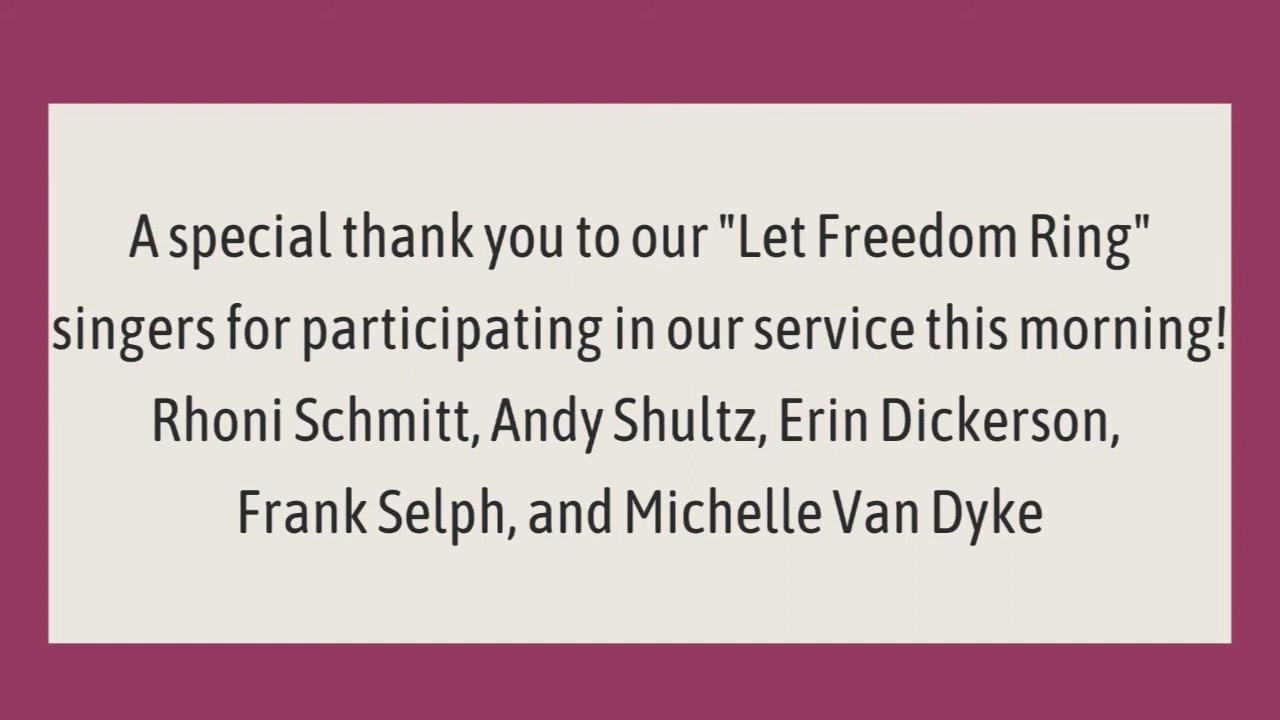 A special thank you to our "Let Freedom Ring"
singers for participating in our service this morning!
Rhoni Schmitt, Andy Shultz, Erin Dickerson,
Frank Selph, and Michelle Van Dyke